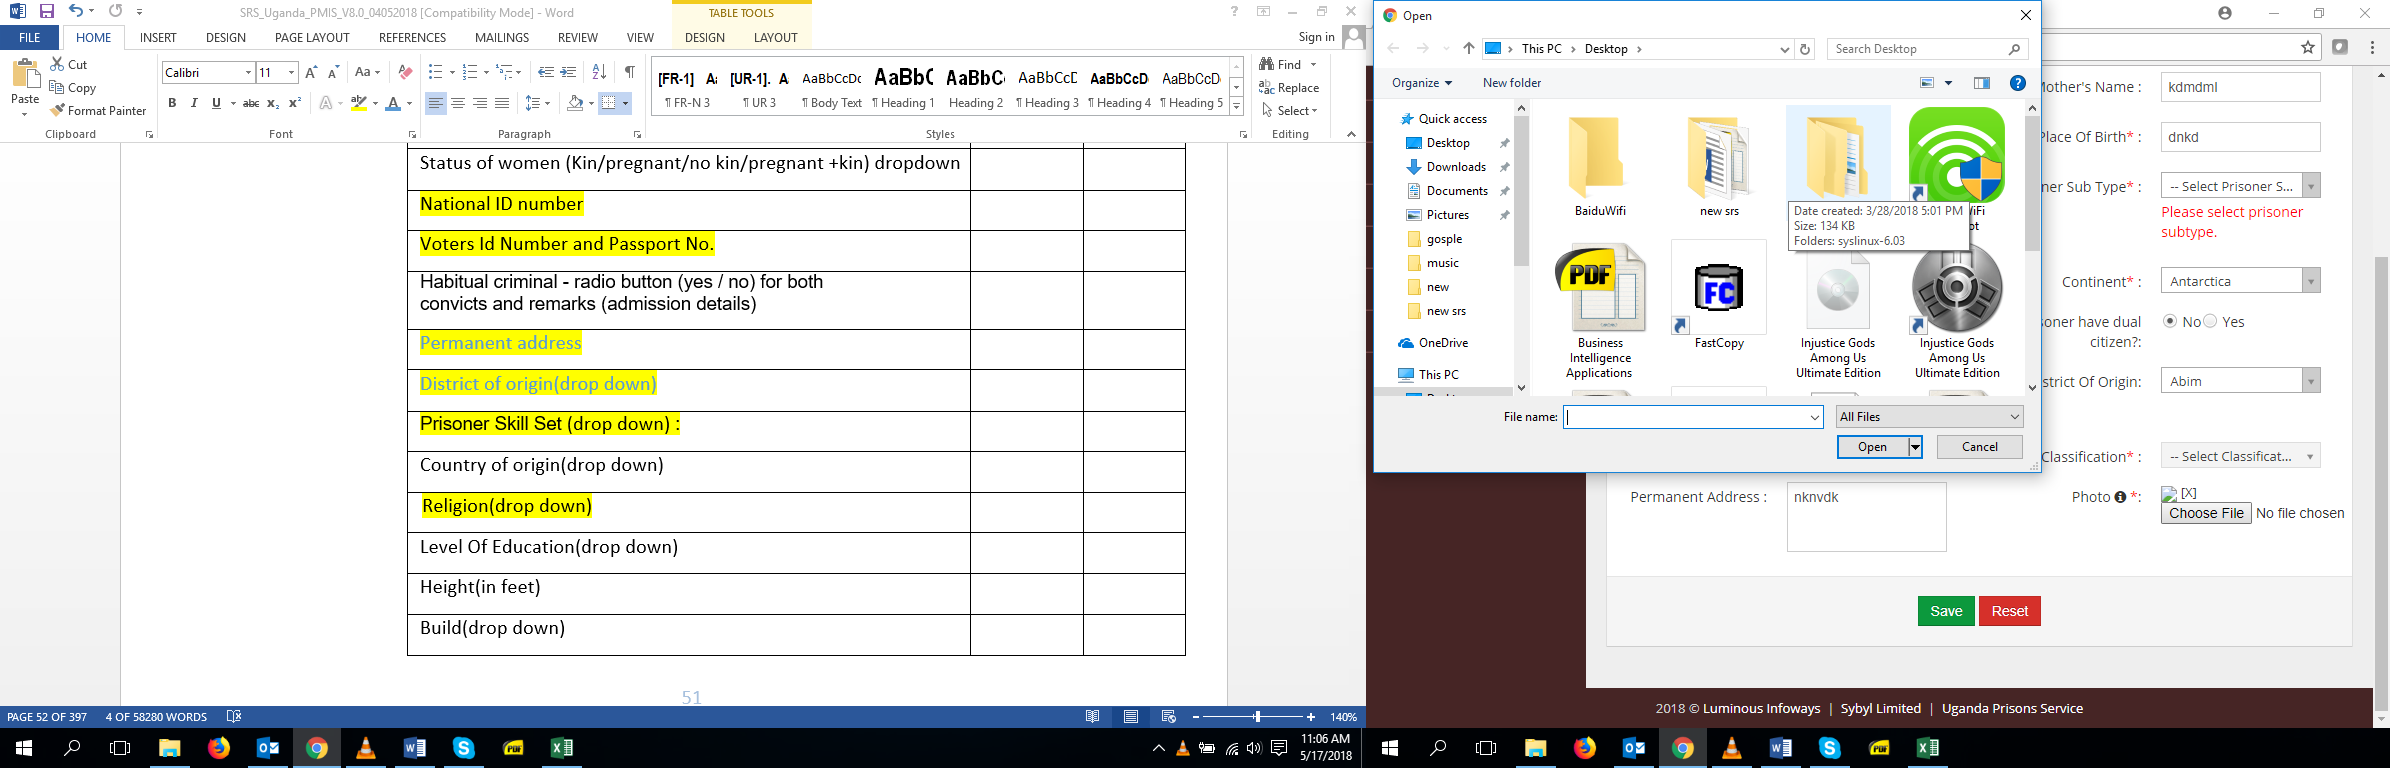 SRS_Uganda_PMIS_V8.0_04052018 [Compatibility Mode] - Word
TABLE TOOLS
FILE HOME INSERT DESIGN PAGE LAYOUT REFERENCES MAILINGS REVIEW VIEW DESIGN LAYOUT Sign in
Paste
Cut
Copy
Format Painter
Clipboard
Calibri 11
Font
Paragraph
[FR-1] [UR-1]. AaBbCcDc AaBbC AaBbC AaBbCcD AaBbCcD AaBbCcD
¶ FR-N 3 ¶ UR 3 ¶ Body Text ¶ Heading 1 Heading 2 ¶ Heading 3 ¶ Heading 4 ¶ Heading 5
Styles
Find
Replace
Select
Editing
Status of women (Kin/pregnant/no kin/pregnant +kin) dropdown
National ID number
Voters Id Number and Passport No.
Habitual criminal - radio button (yes / no) for both
convicts and remarks (admission details)
Permanent address
District of origin(drop down)
Prisoner Skill Set (drop down) :
Country of origin(drop down)
Religion(drop down)
Level Of Education(drop down)
Height(in feet)
Build(drop down)
51
PAGE 52 OF 397 4 OF 58280 WORDS 140%
11:06 AM
5/17/2018
Open
This PC Desktop
Search Desktop
Organize New folder
Quick access
Desktop
Downloads
Documents
Pictures
gosple
music
new
new srs
OneDrive
This PC
BaiduWifi
new srs
Date created: 3/28/2018 5:01 PM
Size: 134 KB
Folders: syslinux-6.03
PDF
Business
Intelligence
Applications
FC
FastCopy
Injustice Gods
Among Us
Ultimate Edition
Injustice Gods
Among Us
Ultimate Edition
File name:
All Files
Open Cancel
Mother's Name : kdmdml
Place Of Birth* : dnkd
ner Sub Type* : -- Select Prisoner S...
Please select prisoner
subtype.
Continent* : Antarctica
soner have dual
citizen?:
No Yes
strict Of Origin: Abim
Classification* : -- Select Classificat...
Permanent Address : nknvdk
Photo *: [X]
Choose File No file chosen
Save Reset
2018 © Luminous Infoways | Sybyl Limited | Uganda Prisons Service